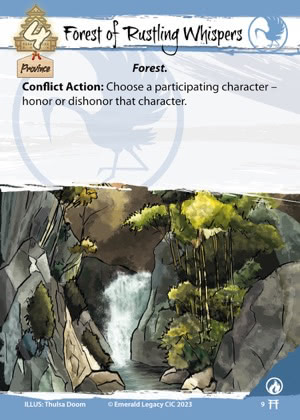 4 Forest of Rustling Whispers
Province
Forest.
Conflict Action: Choose a participating character –
honor or dishonor that character.
ILLUS: Thulsa Doom © Emerald Legacy CIC 2023 9